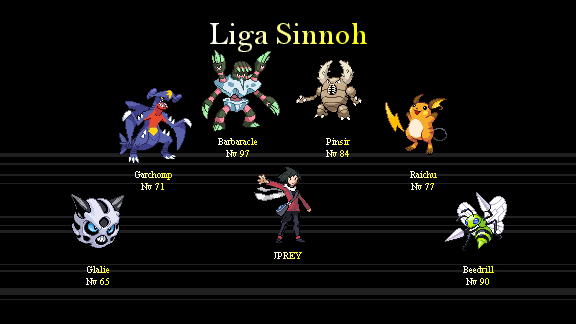 Liga Sinnoh
Barbaracle
Nv 97
Pinsir
Nv 84
Garchomp
Nv 71
Raichu
Nv 77
JPREY
Glalie
Nv 65
Beedrill
Nv 90